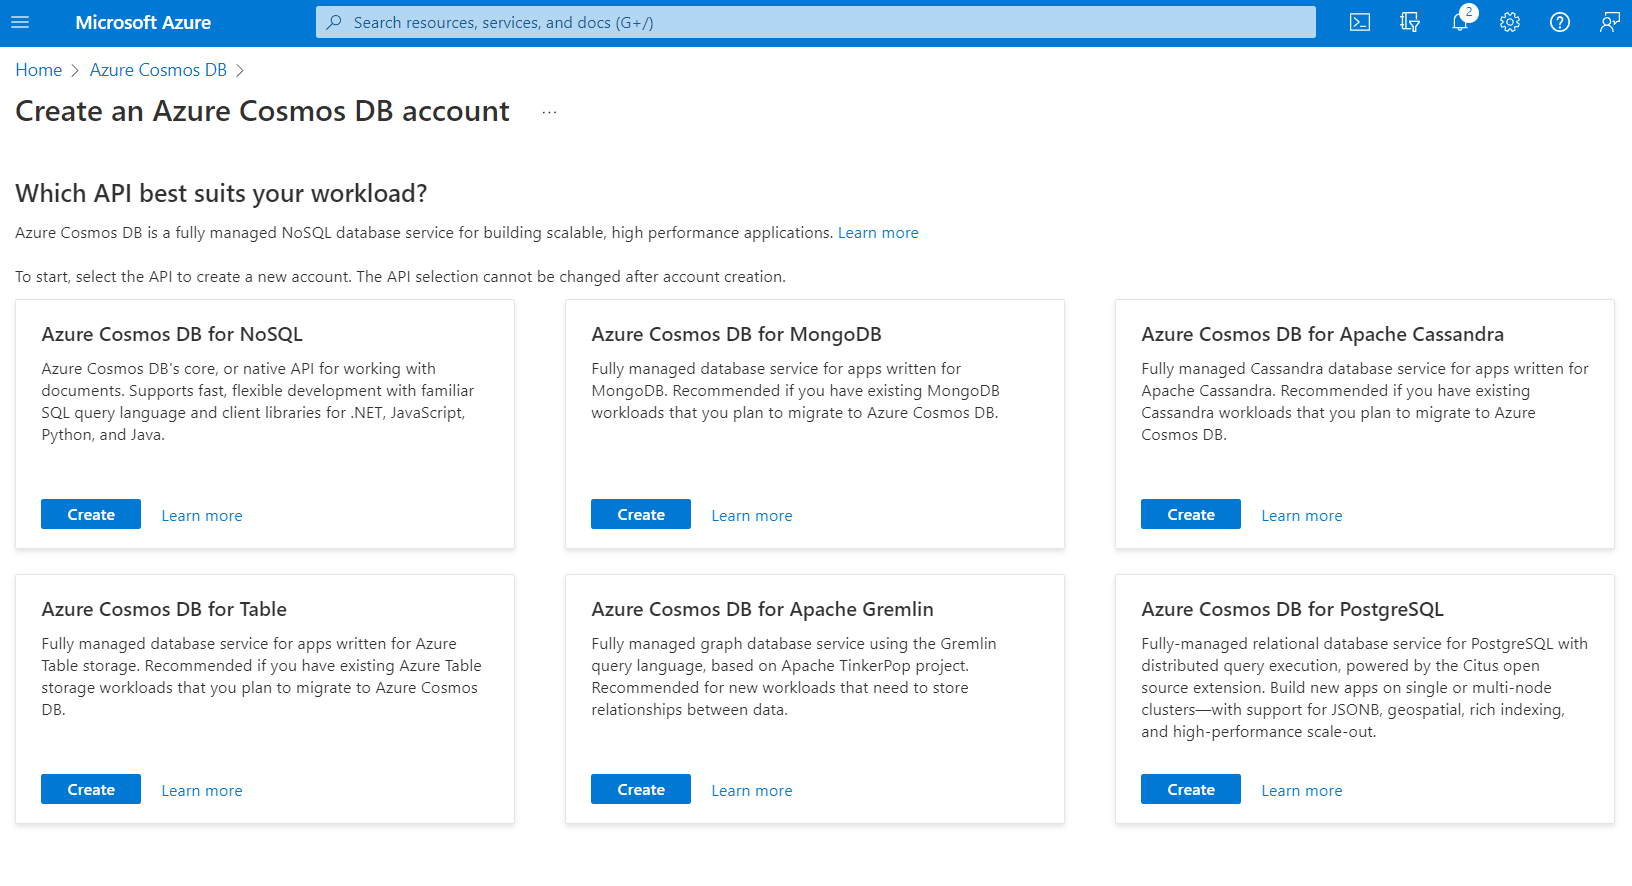 Microsoft Azure
Search resources, services, and docs (G+/)
2
Home > Azure Cosmos DB >
Create an Azure Cosmos DB account ...
Which API best suits your workload?
Azure Cosmos DB is a fully managed NoSQL database service for building scalable, high performance applications. Learn more
To start, select the API to create a new account. The API selection cannot be changed after account creation.
Azure Cosmos DB for NoSQL
Azure Cosmos DB's core, or native API for working with
documents. Supports fast, flexible development with familiar
SQL query language and client libraries for .NET, JavaScript,
Python, and Java.
Create Learn more
Azure Cosmos DB for MongoDB
Fully managed database service for apps written for
MongoDB. Recommended if you have existing MongoDB
workloads that you plan to migrate to Azure Cosmos DB.
Create Learn more
Azure Cosmos DB for Apache Cassandra
Fully managed Cassandra database service for apps written for
Apache Cassandra. Recommended if you have existing
Cassandra workloads that you plan to migrate to Azure
Cosmos DB.
Create Learn more
Azure Cosmos DB for Table
Fully managed database service for apps written for Azure
Table storage. Recommended if you have existing Azure Table
storage workloads that you plan to migrate to Azure Cosmos
DB.
Create Learn more
Azure Cosmos DB for Apache Gremlin
Fully managed graph database service using the Gremlin
query language, based on Apache TinkerPop project.
Recommended for new workloads that need to store
relationships between data.
Create Learn more
Azure Cosmos DB for PostgreSQL
Fully-managed relational database service for PostgreSQL with
distributed query execution, powered by the Citus open
source extension. Build new apps on single or multi-node
clusters—with support for JSONB, geospatial, rich indexing,
and high-performance scale-out.
Create Learn more